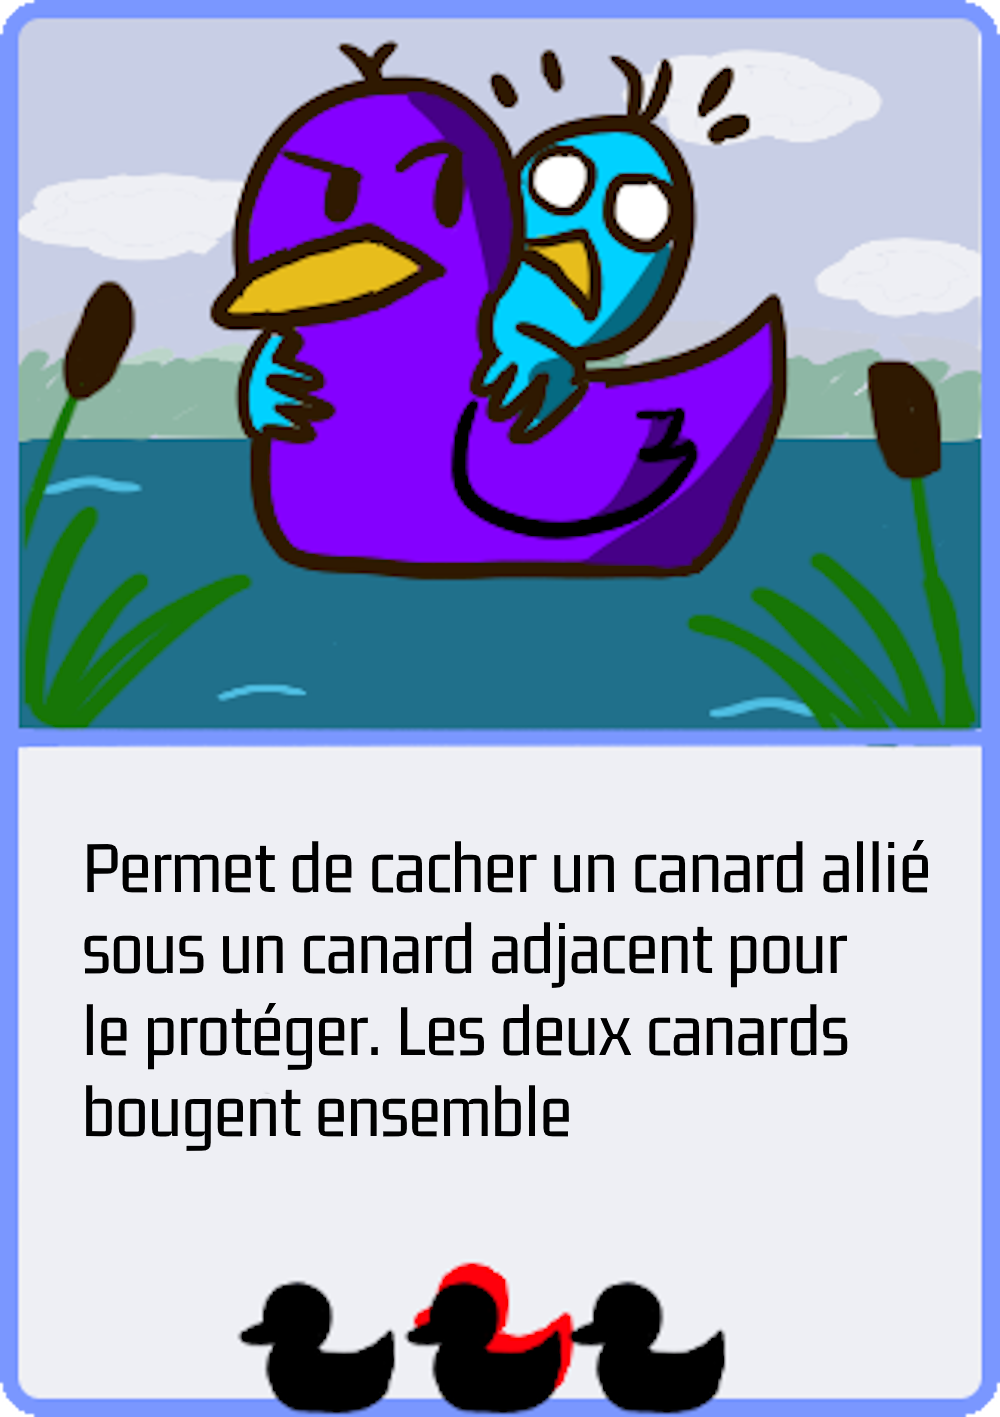 Permet de cacher un canard allié
sous un canard adjacent pour
le protéger. Les deux canards
bougent ensemble